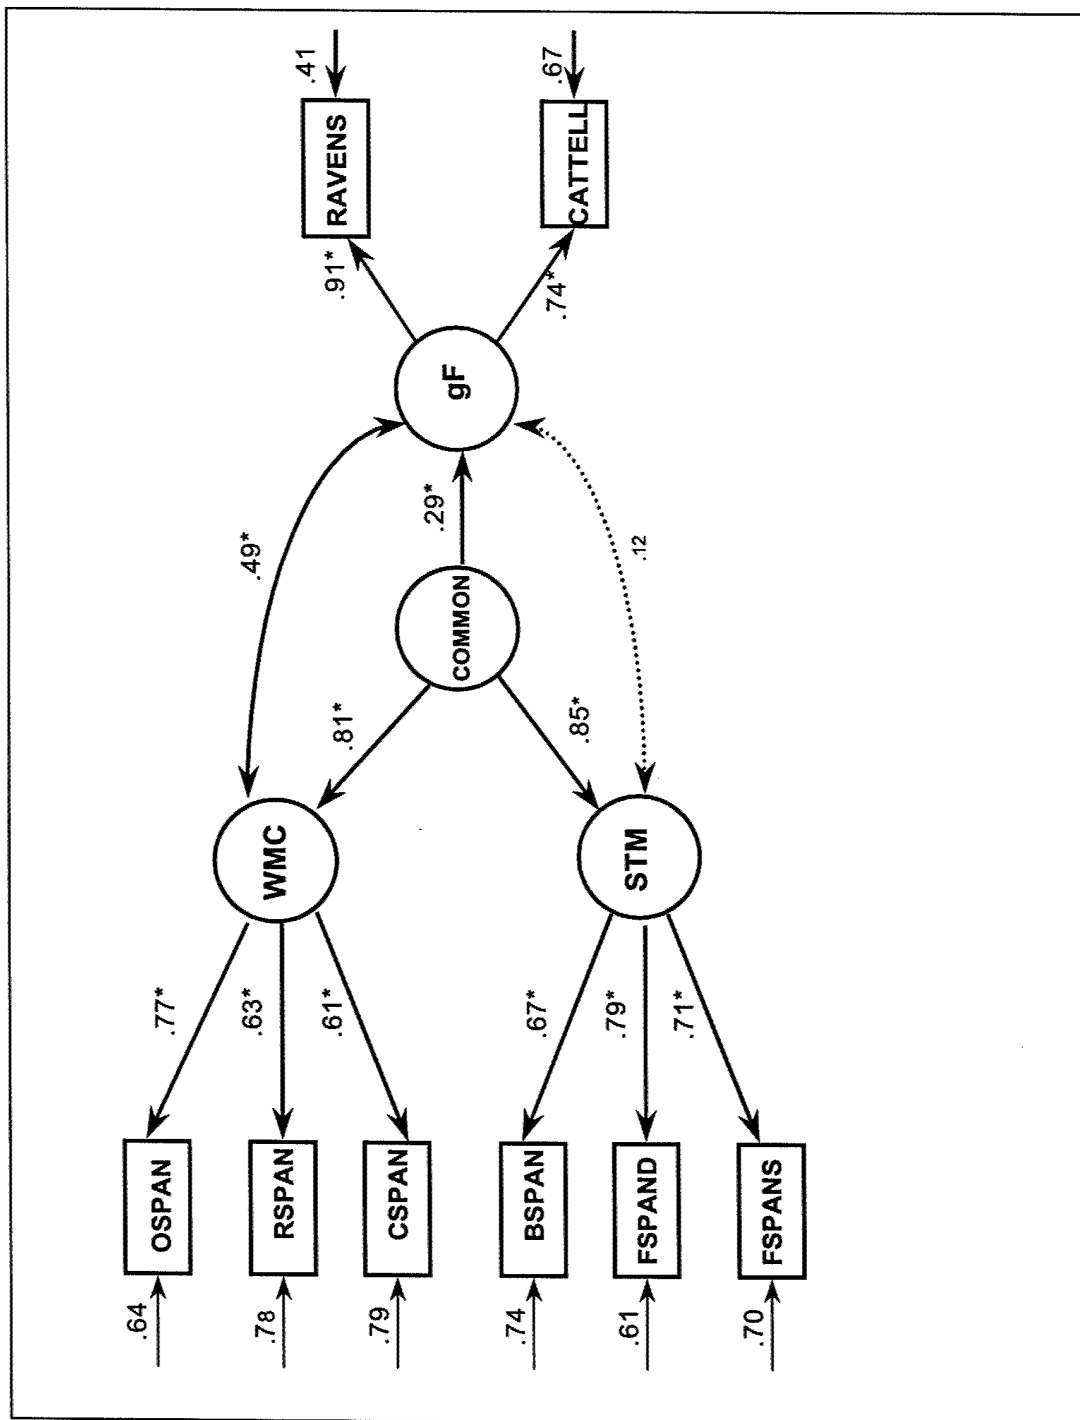 .64
OSPAN
.77*
.78
RSPAN
.63*
.79
CSPAN
.61*
WMC
.49*
.81*
COMMON
.29*
gF
.91*
RAVENS
.41
.74*
CATTELL
.67
.85*
.12
STM
.74
BSPAN
.67*
.61
FSPAND
.79*
.70
FSPANS
.71*